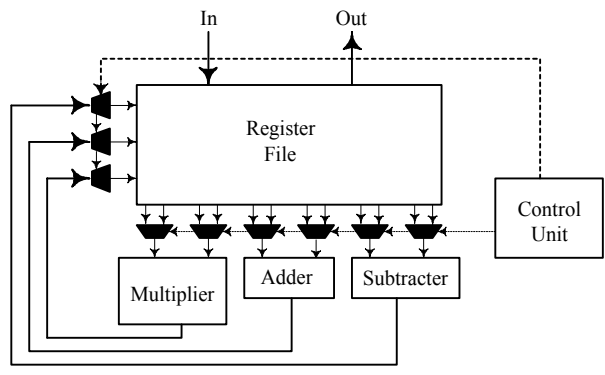 In
Out
Register
File
Control
Unit
Multiplier
Adder
Subtracter